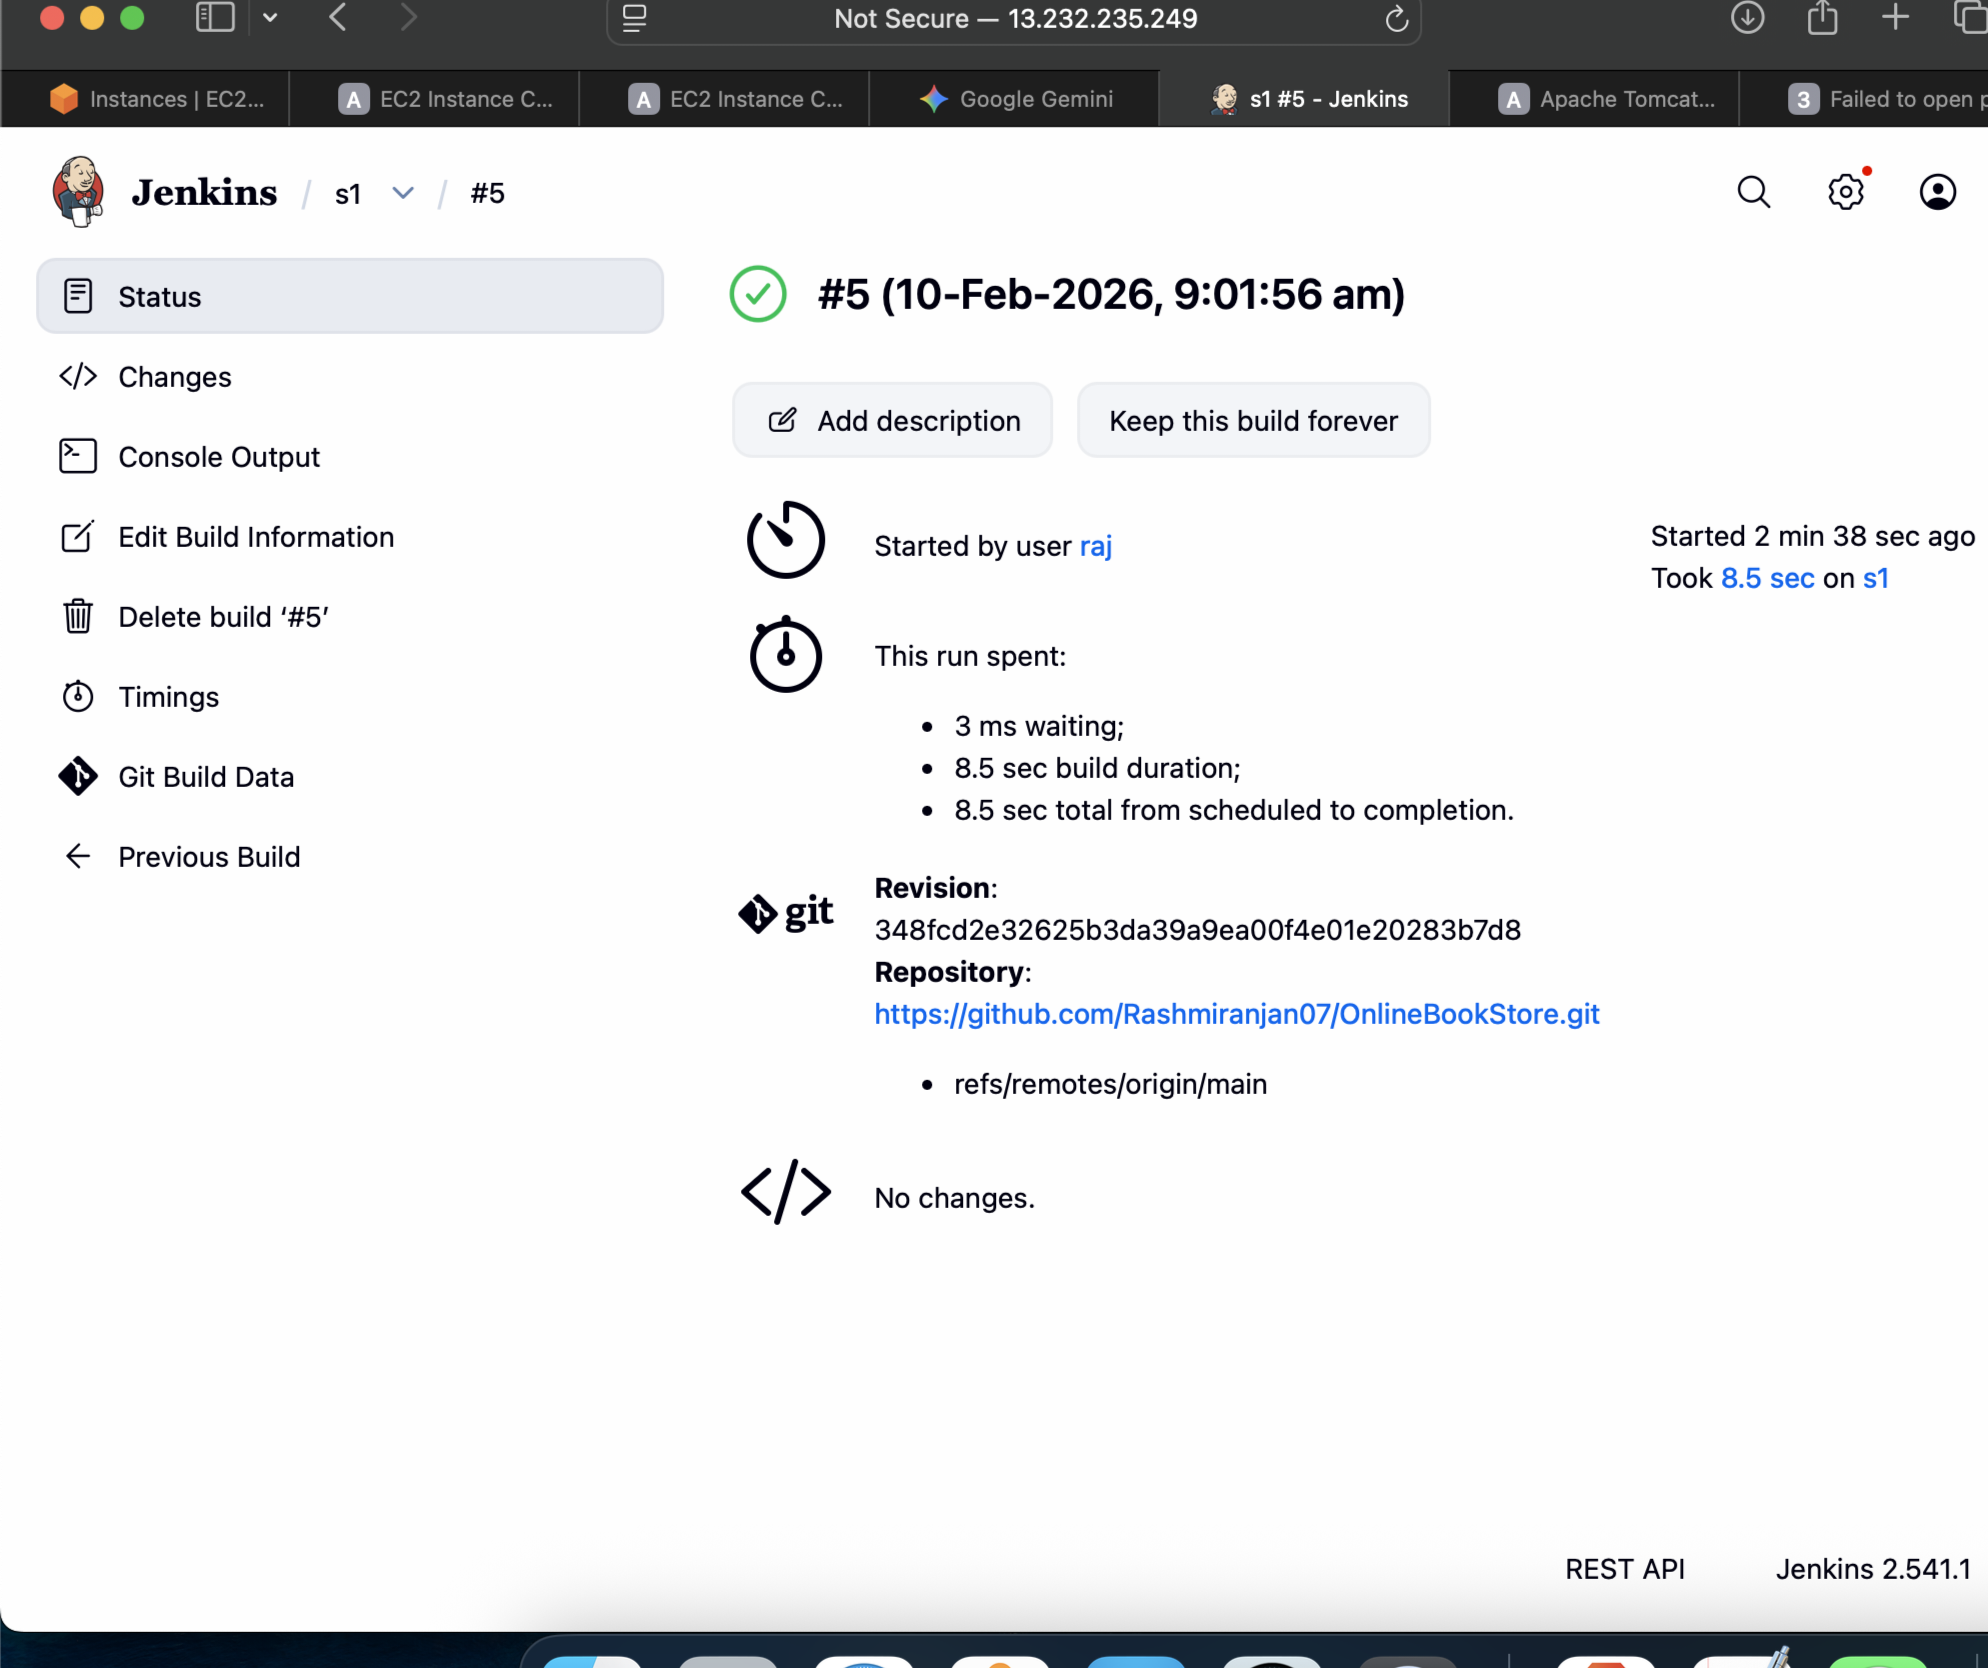 Not Secure — 13.232.235.249
Instances | EC2...
A EC2 Instance C...
A EC2 Instance C...
Google Gemini
s1 #5 - Jenkins
A Apache Tomcat...
3 Failed to open p
Jenkins / s1 / #5
Status
Changes
Console Output
Edit Build Information
Delete build ‘#5’
Timings
Git Build Data
Previous Build
#5 (10-Feb-2026, 9:01:56 am)
Add description
Keep this build forever
Started by user raj
Started 2 min 38 sec ago
Took 8.5 sec on s1
This run spent:
• 3 ms waiting;
• 8.5 sec build duration;
• 8.5 sec total from scheduled to completion.
git
Revision:
348fcd2e32625b3da39a9ea00f4e01e20283b7d8
Repository:
https://github.com/Rashmiranjan07/OnlineBookStore.git
• refs/remotes/origin/main
No changes.
REST API
Jenkins 2.541.1